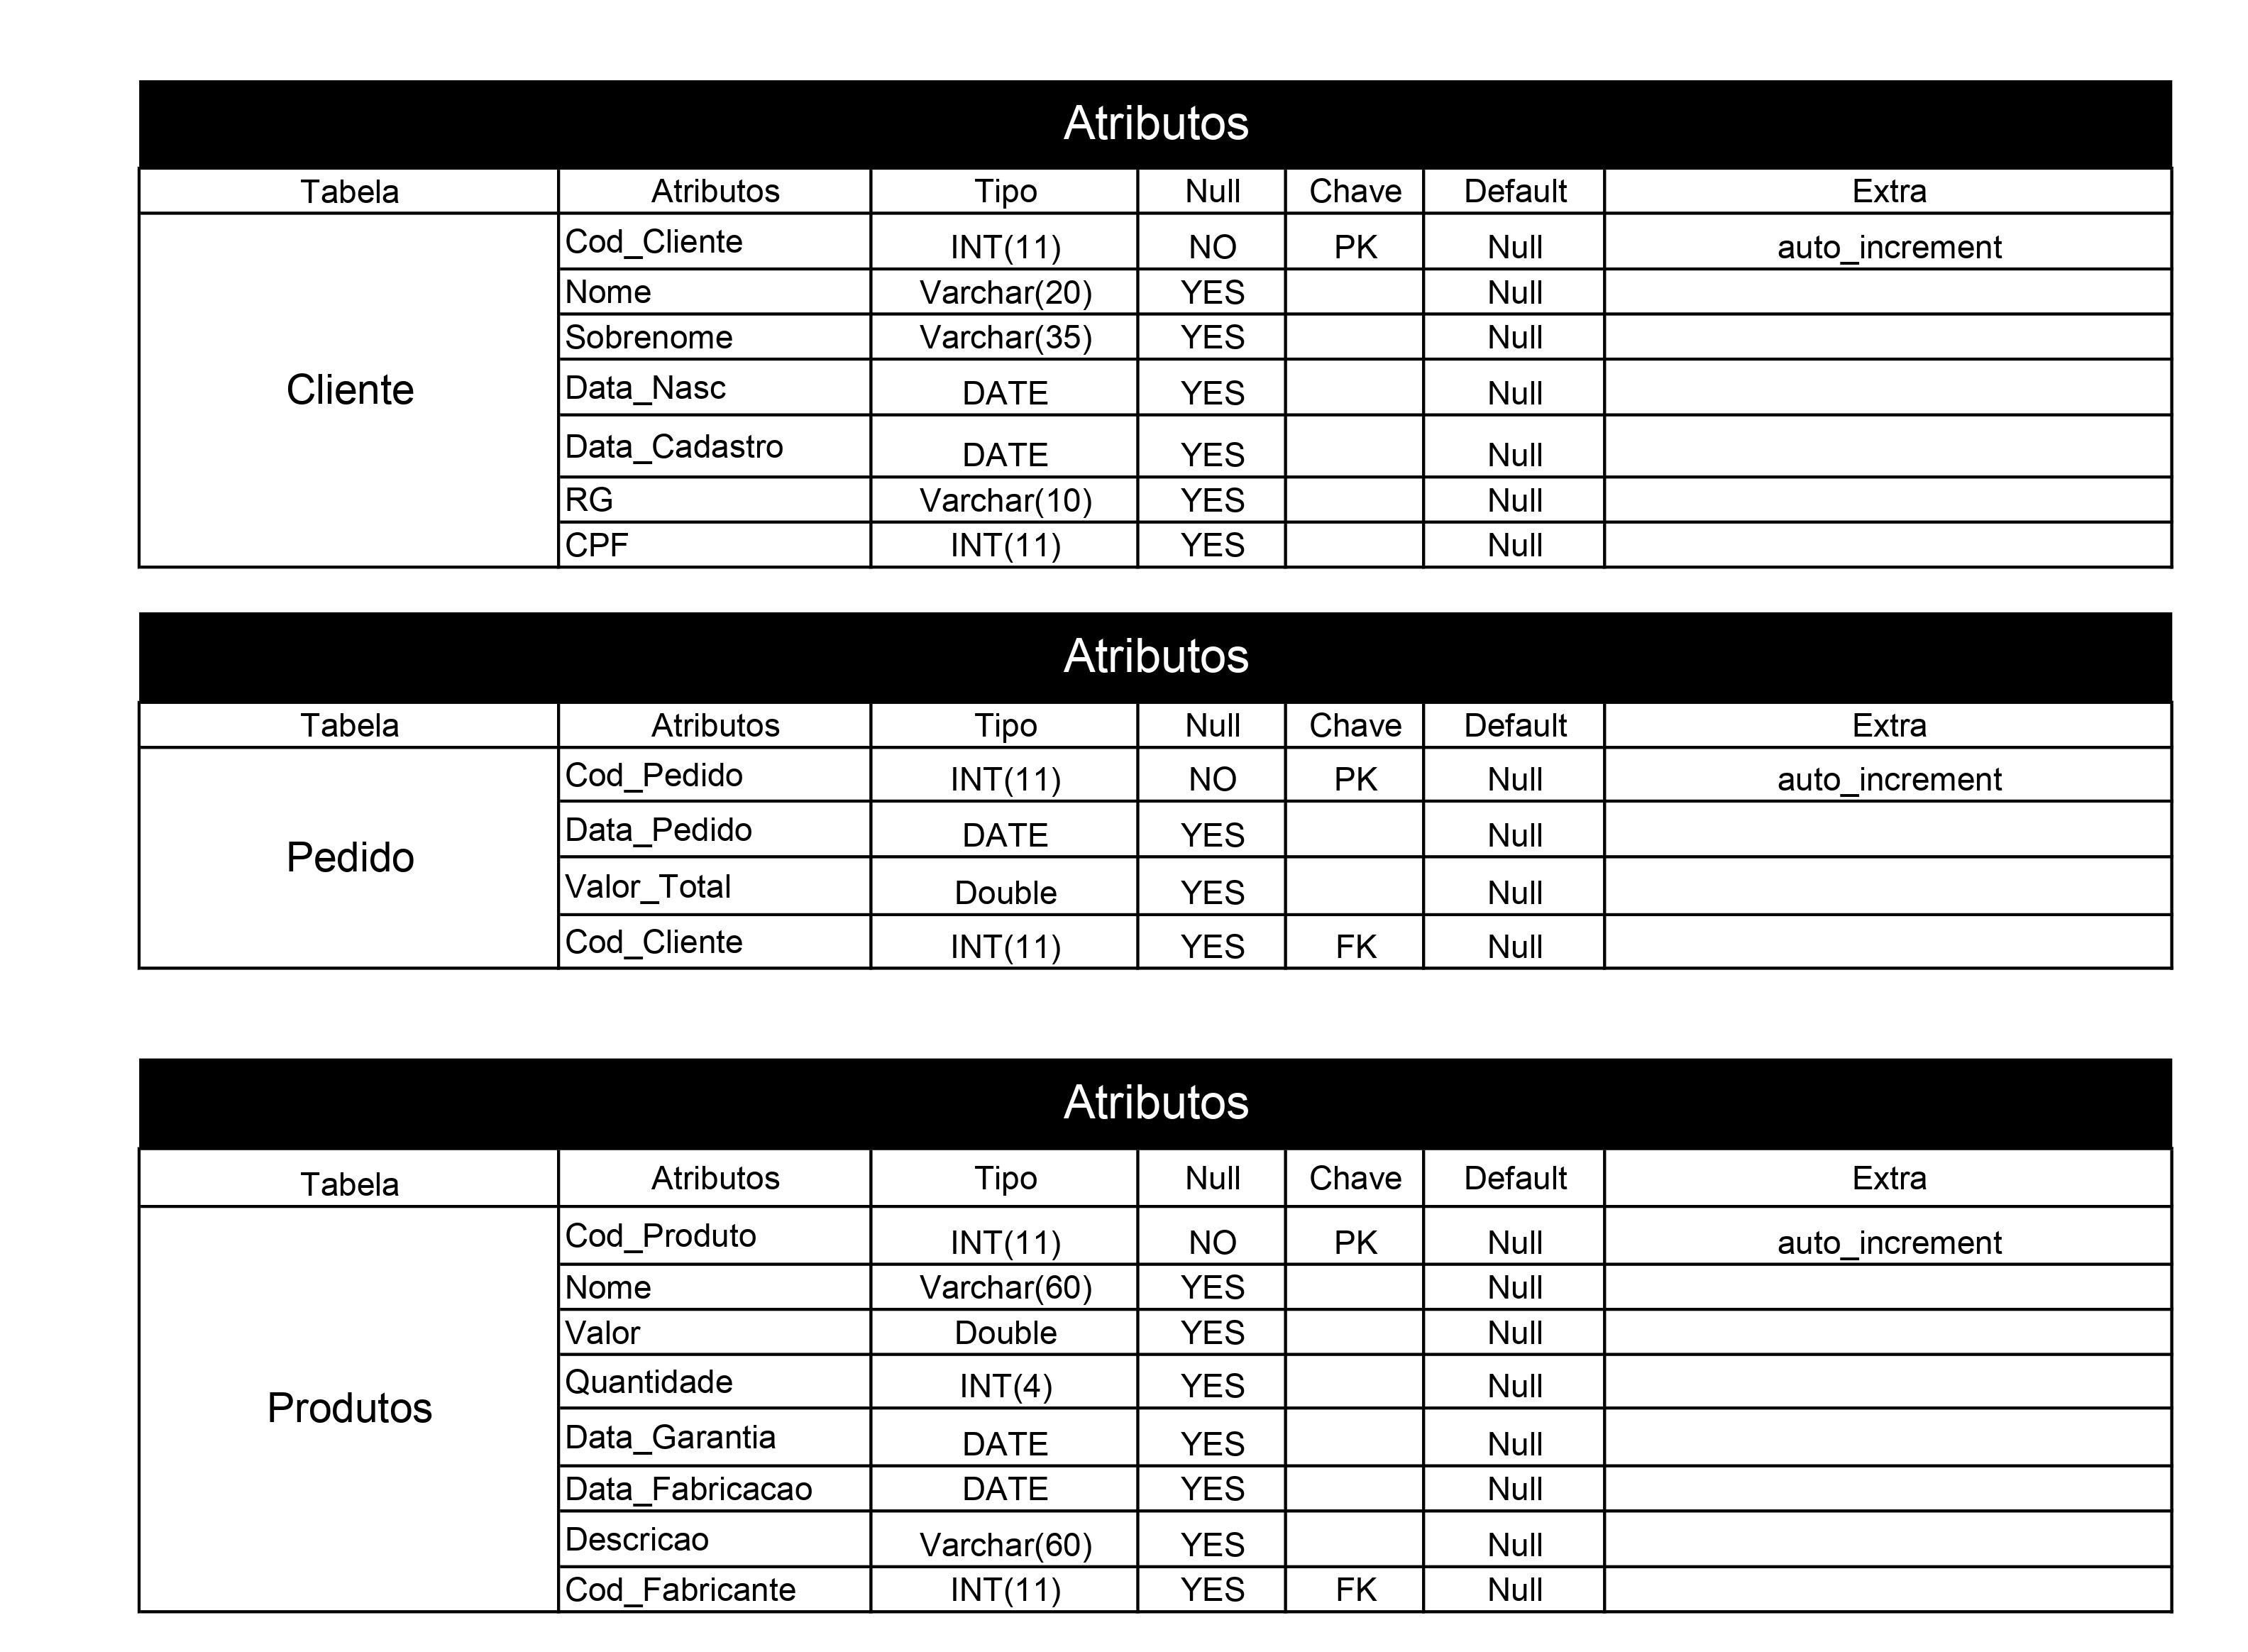 Atributos
Tabela Atributos Tipo Null Chave Default Extra
Cliente
Cod_Cliente INT(11) NO PK Null auto_increment
Nome Varchar(20) YES Null
Sobrenome Varchar(35) YES Null
Data_Nasc DATE YES Null
Data_Cadastro DATE YES Null
RG Varchar(10) YES Null
CPF INT(11) YES Null
Atributos
Tabela Atributos Tipo Null Chave Default Extra
Pedido
Cod_Pedido INT(11) NO PK Null auto_increment
Data_Pedido DATE YES Null
Valor_Total Double YES Null
Cod_Cliente INT(11) YES FK Null
Atributos
Tabela Atributos Tipo Null Chave Default Extra
Produtos
Cod_Produto INT(11) NO PK Null auto_increment
Nome Varchar(60) YES Null
Valor Double YES Null
Quantidade INT(4) YES Null
Data_Garantia DATE YES Null
Data_Fabricacao DATE YES Null
Descricao Varchar(60) YES Null
Cod_Fabricante INT(11) YES FK Null